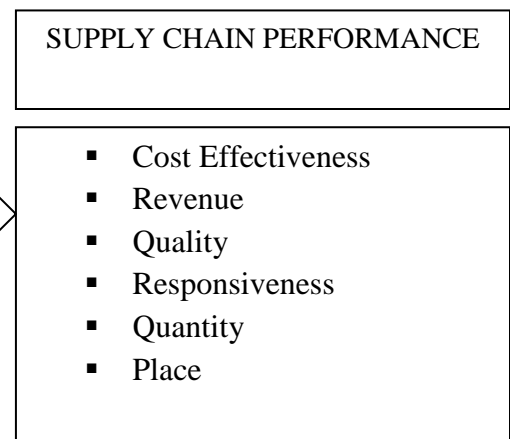 SUPPLY CHAIN PERFORMANCE
▪ Cost Effectiveness
▪ Revenue
▪ Quality
▪ Responsiveness
▪ Quantity
▪ Place